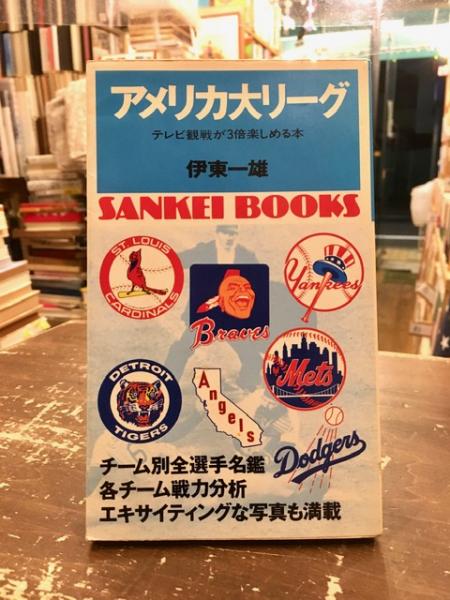 アメリカ大リーグ
テレビ観戦が3倍楽しめる本
伊東一雄
SANKEI BOOKS
ST. LOUIS
CARDINALS
Braves
Yankees
DETROIT
TIGERS
Angels
Mets
Dodgers
チーム別全選手名鑑
各チーム戦力分析
エキサイティングな写真も満載